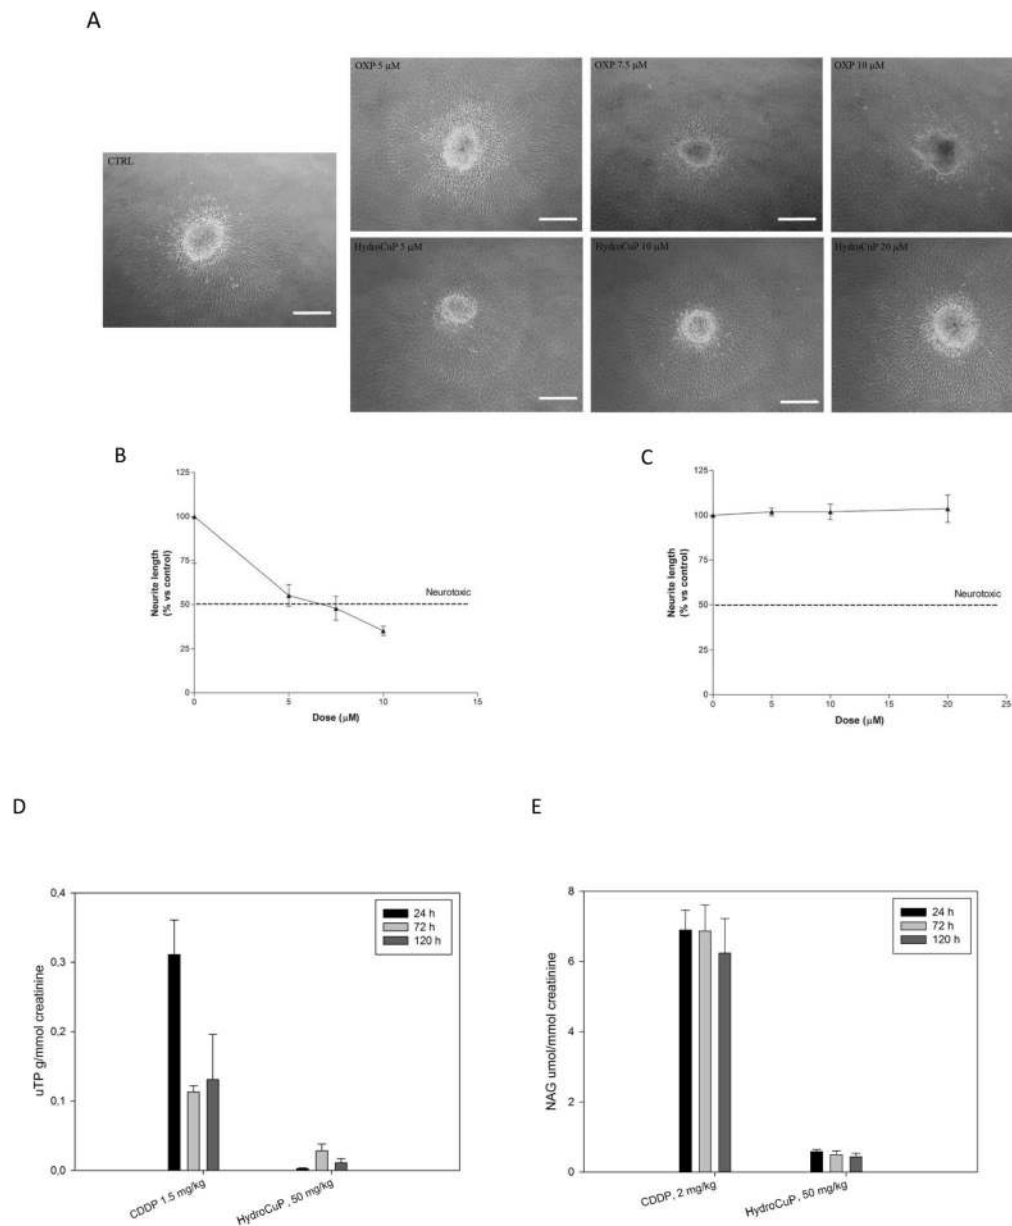 A
CTRL
OXP 5 µM
OXP 7.5 µM
OXP 10 µM
HydroCuP 5 µM
HydroCuP 10 µM
HydroCuP 20 µM
B
125
100
75
50
25
0
0 5 10 15
Neurite length
(% vs control)
Neurotoxic
Dose (µM)
C
125
100
75
50
25
0
0 5 10 15 20 25
Neurite length
(% vs control)
Neurotoxic
Dose (µM)
D
0,4
0,3
0,2
0,1
0,0
uTP g/mmol creatinine
24 h
72 h
120 h
CDDP 1.5 mg/kg
HydroCuP, 50 mg/kg
E
8
6
4
2
0
NAG umol/mmol creatinine
24 h
72 h
120 h
CDDP, 2 mg/kg
HydroCuP, 50 mg/kg